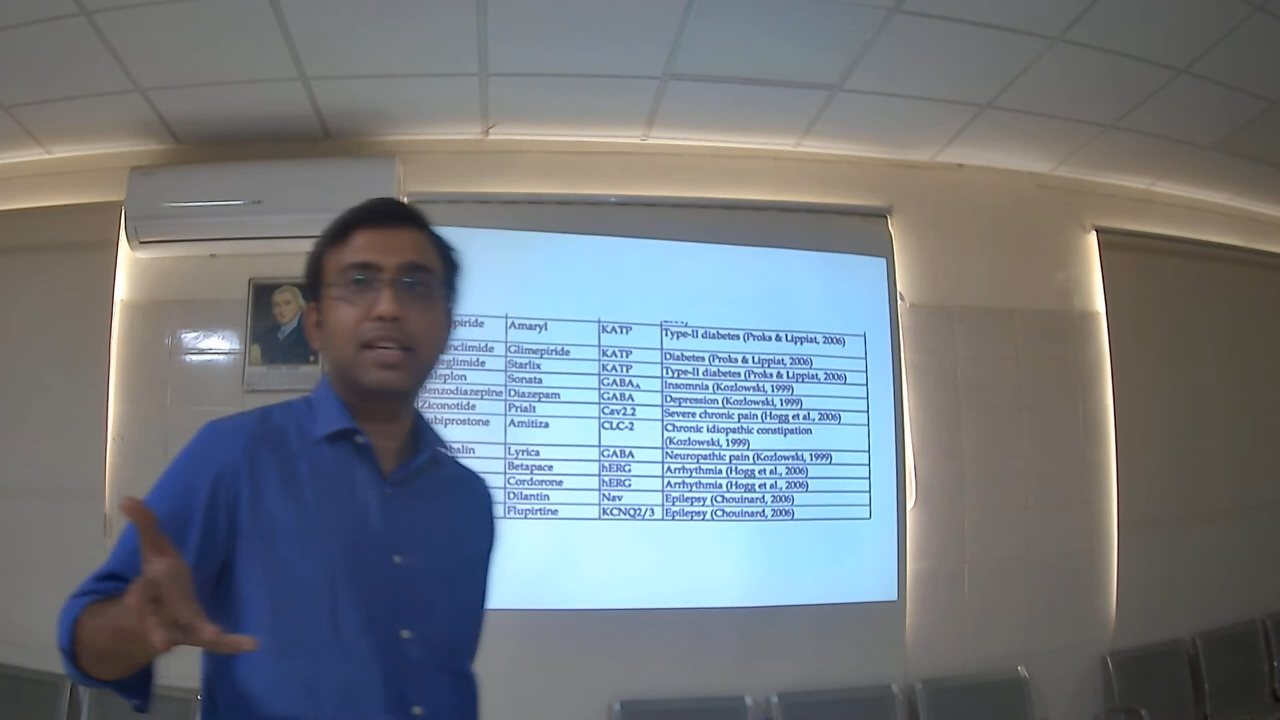 piride Amaryl KATP Type-II diabetes (Proks & Lippiat, 2006)
nclimide Glimepiride KATP Diabetes (Proks & Lippiat, 2006)
eglimide Starlix KATP Type-II diabetes (Proks & Lippiat, 2006)
leplon Sonata GABAA Insomnia (Kozlowski, 1999)
Benzodiazepine Diazepam GABA Depression (Kozlowski, 1999)
Ziconotide Prialt Cav2.2 Severe chronic pain (Hogg et al., 2006)
ubiprostone Amitiza CLC-2 Chronic idiopathic constipation
(Kozlowski, 1999)
balin Lyrica GABA Neuropathic pain (Kozlowski, 1999)
Betapace hERG Arrhythmia (Hogg et al., 2006)
Cordorone hERG Arrhythmia (Hogg et al., 2006)
Dilantin Nav Epilepsy (Chouinard, 2006)
Flupirtine KCNQ2/3 Epilepsy (Chouinard, 2006)